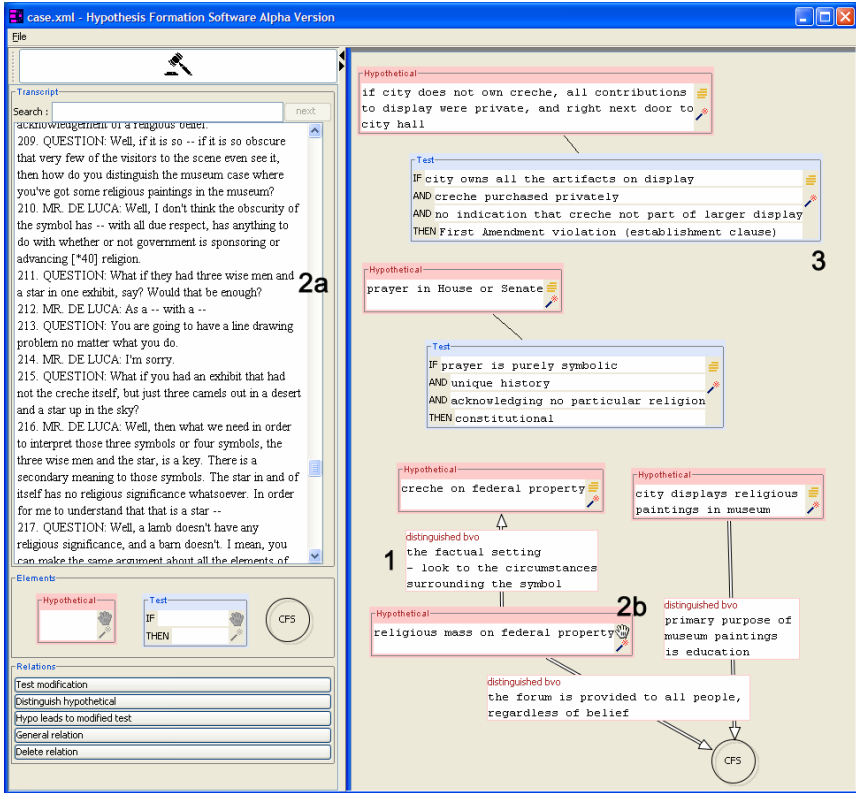 case.xml - Hypothesis Formation Software Alpha Version
File
Transcript
Search :
next
acknowledgement of a religious belief.
209. QUESTION: Well, if it is so -- if it is so obscure
that very few of the visitors to the scene even see it,
then how do you distinguish the museum case where
you've got some religious paintings in the museum?
210. MR. DE LUCA: Well, I don't think the obscurity of
the symbol has -- with all due respect, has anything to
do with whether or not government is sponsoring or
advancing [*40] religion.
211. QUESTION: What if they had three wise men and
a star in one exhibit, say? Would that be enough?
212. MR. DE LUCA: As a -- with a --
213. QUESTION: You are going to have a line drawing
problem no matter what you do.
214. MR. DE LUCA: I'm sorry.
215. QUESTION: What if you had an exhibit that had
not the creche itself, but just three camels out in a desert
and a star up in the sky?
216. MR. DE LUCA: Well, then what we need in order
to interpret those three symbols or four symbols, the
three wise men and the star, is a key. There is a
secondary meaning to those symbols. The star in and of
itself has no religious significance whatsoever. In order
for me to understand that that is a star --
217. QUESTION: Well, a lamb doesn't have any
religious significance, and a barn doesn't. I mean, you
can make the same argument about all the elements of
2a
Elements
Hypothetical
Test
IF
THEN
CFS
Relations
Test modification
Distinguish hypothetical
Hypo leads to modified test
General relation
Delete relation
Hypothetical
if city does not own creche, all contributions
to display were private, and right next door to
city hall
Test
IF city owns all the artifacts on display
AND creche purchased privately
AND no indication that creche not part of larger display
THEN First Amendment violation (establishment clause)
3
Hypothetical
prayer in House or Senate
Test
IF prayer is purely symbolic
AND unique history
AND acknowledging no particular religion
THEN constitutional
Hypothetical
creche on federal property
Hypothetical
city displays religious
paintings in museum
1
distinguished bvo
the factual setting
- look to the circumstances
surrounding the symbol
2b
Hypothetical
religious mass on federal property
distinguished bvo
primary purpose of
museum paintings
is education
distinguished bvo
the forum is provided to all people,
regardless of belief
CFS